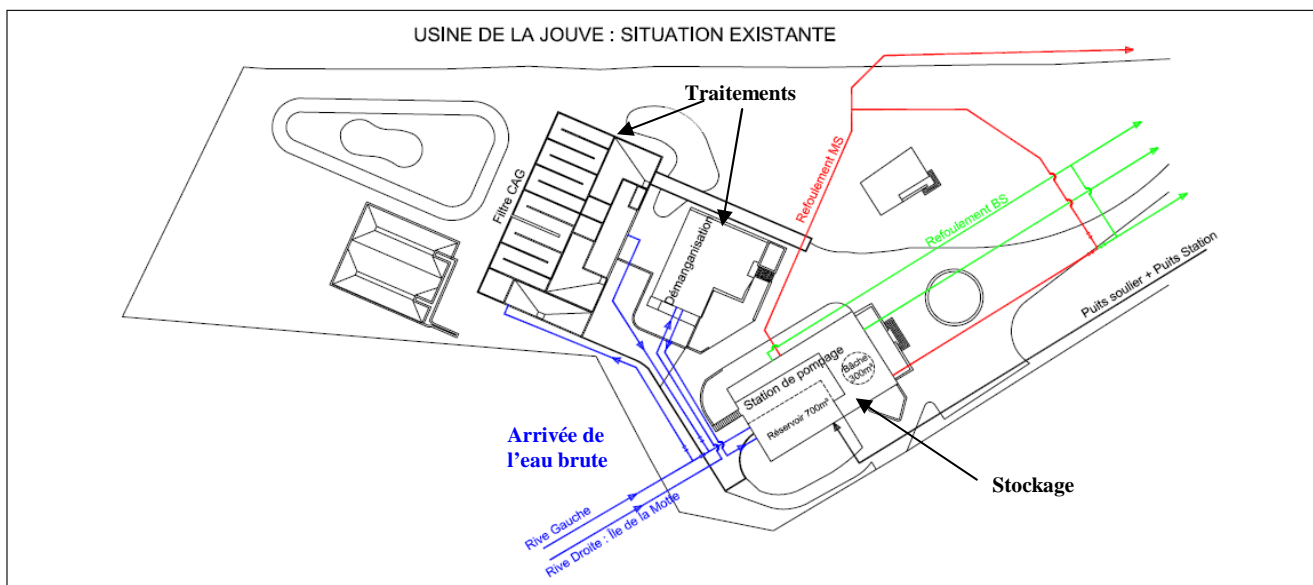 USINE DE LA JOUVE : SITUATION EXISTANTE
Traitements
Filtre CAG
Démanganisation
Refoulement MS
Refoulement BS
Puits soulier + Puits Station
Station de pompage
Bâche
300m³
Réservoir 700m³
Arrivée de
l’eau brute
Stockage
Rive Gauche
Rive Droite : Île de la Motte